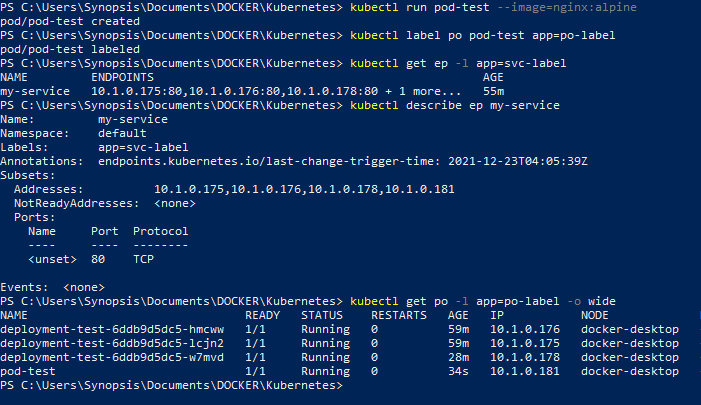 PS C:\Users\Synopsis\Documents\DOCKER\Kubernetes> kubectl run pod-test --image=nginx:alpine
pod/pod-test created
PS C:\Users\Synopsis\Documents\DOCKER\Kubernetes> kubectl label po pod-test app=po-label
pod/pod-test labeled
PS C:\Users\Synopsis\Documents\DOCKER\Kubernetes> kubectl get ep -l app=svc-label
NAME         ENDPOINTS                                               AGE
my-service   10.1.0.175:80,10.1.0.176:80,10.1.0.178:80 + 1 more...   55m
PS C:\Users\Synopsis\Documents\DOCKER\Kubernetes> kubectl describe ep my-service
Name:         my-service
Namespace:    default
Labels:       app=svc-label
Annotations:  endpoints.kubernetes.io/last-change-trigger-time: 2021-12-23T04:05:39Z
Subsets:
  Addresses:          10.1.0.175,10.1.0.176,10.1.0.178,10.1.0.181
  NotReadyAddresses:  <none>
  Ports:
    Name     Port  Protocol
    ----     ----  --------
    <unset>  80    TCP
Events:  <none>
PS C:\Users\Synopsis\Documents\DOCKER\Kubernetes> kubectl get po -l app=po-label -o wide
NAME                               READY   STATUS    RESTARTS   AGE   IP           NODE
deployment-test-6ddb9d5dc5-hmcww   1/1     Running   0          59m   10.1.0.176   docker-desktop
deployment-test-6ddb9d5dc5-lcjn2   1/1     Running   0          59m   10.1.0.175   docker-desktop
deployment-test-6ddb9d5dc5-w7mvd   1/1     Running   0          28m   10.1.0.178   docker-desktop
pod-test                           1/1     Running   0          34s   10.1.0.181   docker-desktop
PS C:\Users\Synopsis\Documents\DOCKER\Kubernetes>